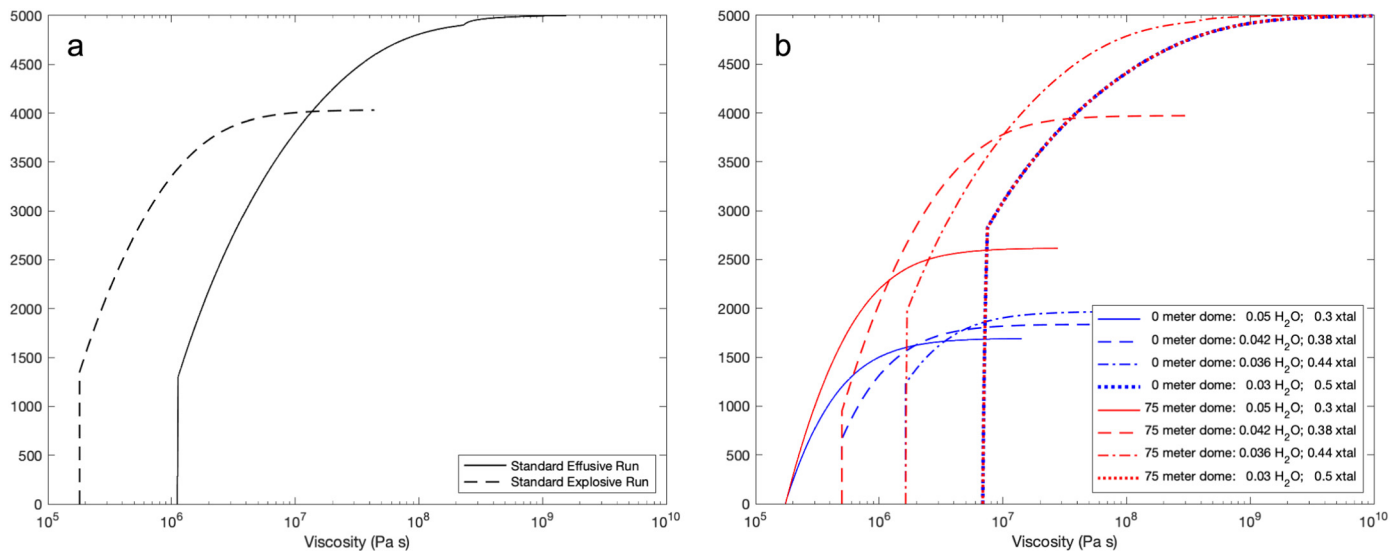 a
5000
4500
4000
3500
3000
2500
2000
1500
1000
500
0
10^5
10^6
10^7
10^8
10^9
10^10
Viscosity (Pa s)
Standard Effusive Run
Standard Explosive Run
b
5000
4500
4000
3500
3000
2500
2000
1500
1000
500
0
10^5
10^6
10^7
10^8
10^9
10^10
Viscosity (Pa s)
0 meter dome: 0.05 H₂O; 0.3 xtal
0 meter dome: 0.042 H₂O; 0.38 xtal
0 meter dome: 0.036 H₂O; 0.44 xtal
0 meter dome: 0.03 H₂O; 0.5 xtal
75 meter dome: 0.05 H₂O; 0.3 xtal
75 meter dome: 0.042 H₂O; 0.38 xtal
75 meter dome: 0.036 H₂O; 0.44 xtal
75 meter dome: 0.03 H₂O; 0.5 xtal